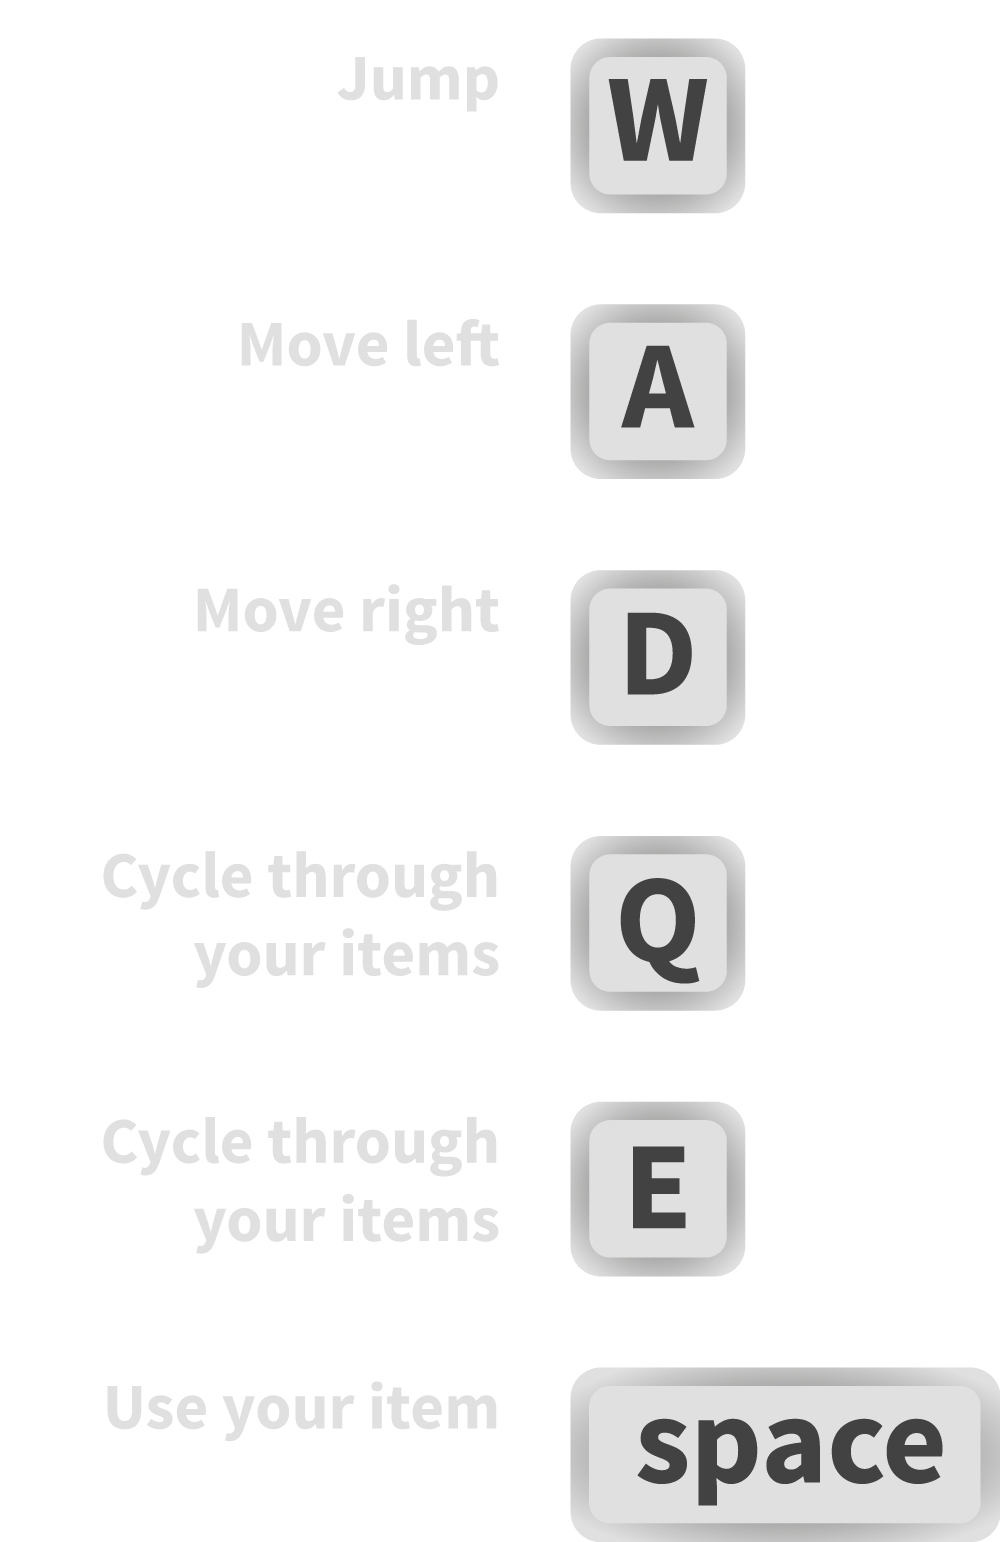 Jump W
Move left A
Move right D
Cycle through
your items Q
Cycle through
your items E
Use your item space